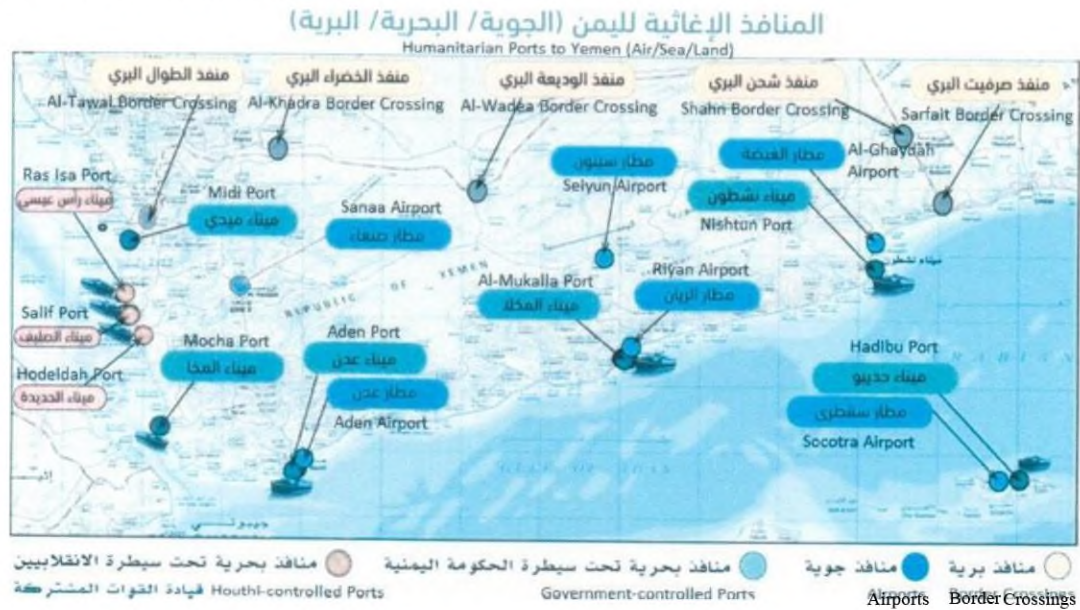 المنافذ الإغاثية لليمن (الجوية/ البحرية/ البرية)
Humanitarian Ports to Yemen (Air/Sea/Land)
منفذ الطوال البري
Al-Tawal Border Crossing
منفذ الخضراء البري
Al-Khadra Border Crossing
منفذ الوديعة البري
Al-Wadea Border Crossing
منفذ شحن البري
Shahn Border Crossing
منفذ صرفيت البري
Sarfait Border Crossing
Ras Isa Port
ميناء رأس عيسى
Midi Port
ميناء ميدي
Sanaa Airport
مطار صنعاء
مطار سيئون
Seiyun Airport
مطار الغيضة
Al-Ghaydah
Airport
ميناء نشطون
Nishtun Port
ميناء نشطون
Al-Mukalla Port
ميناء المكلا
Riyan Airport
مطار الريان
REPUBLIC OF YEMEN
Salif Port
ميناء الصليف
Hodeidah Port
ميناء الحديدة
Mocha Port
ميناء المخا
Aden Port
ميناء عدن
مطار عدن
Aden Airport
Hadibu Port
ميناء حديبو
مطار سقطرى
Socotra Airport
GULF OF ADEN
جيبوتي
منافذ برية
Border Crossings
منافذ جوية
Airports
منافذ بحرية تحت سيطرة الحكومة اليمنية
Government-controlled Ports
منافذ بحرية تحت سيطرة الانقلابيين
Houthi-controlled Ports
قيادة القوات المشتركة